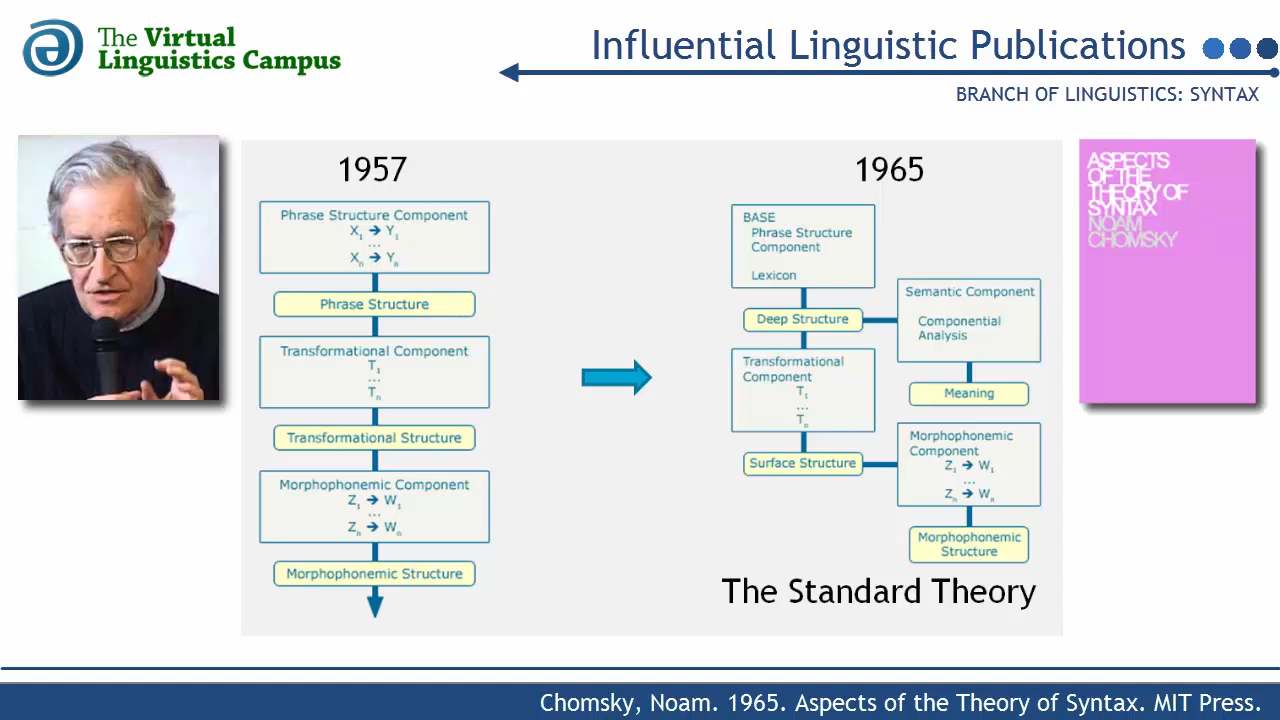 The Virtual
Linguistics Campus
Influential Linguistic Publications
BRANCH OF LINGUISTICS: SYNTAX
1957
Phrase Structure Component
X₁ → Y₁
...
Xₙ → Yₙ
Phrase Structure
Transformational Component
T₁
...
Tₙ
Transformational Structure
Morphophonemic Component
Z₁ → W₁
...
Zₙ → Wₙ
Morphophonemic Structure
1965
BASE
Phrase Structure
Component
Lexicon
Deep Structure
Semantic Component
Componential
Analysis
Meaning
Transformational
Component
T₁
...
Tₙ
Surface Structure
Morphophonemic
Component
Z₁ → W₁
...
Zₙ → Wₙ
Morphophonemic
Structure
The Standard Theory
ASPECTS
OF THE
THEORY OF
SYNTAX
NOAM
CHOMSKY
Chomsky, Noam. 1965. Aspects of the Theory of Syntax. MIT Press.